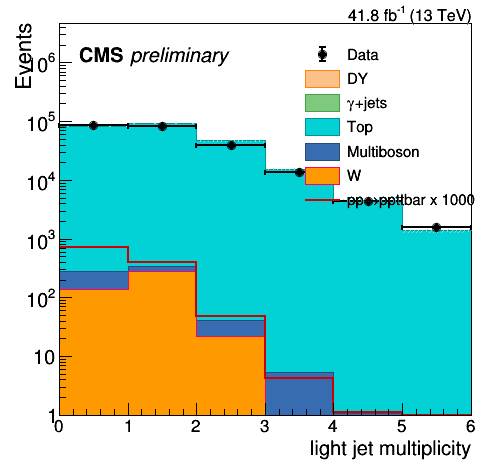 41.8 fb⁻¹ (13 TeV)
Events
CMS preliminary
Data
DY
γ+jets
Top
Multiboson
W
pp→ppttbar x 1000
10⁶
10⁵
10⁴
10³
10²
10
1
0 1 2 3 4 5 6
light jet multiplicity